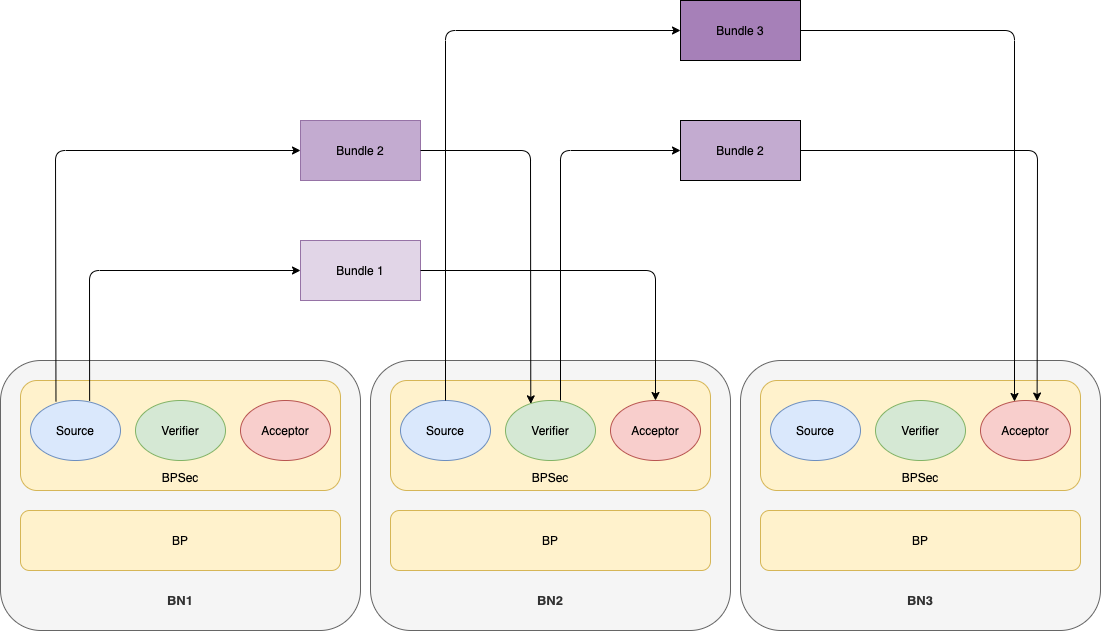 Bundle 3
Bundle 2
Bundle 2
Bundle 1
Source
Verifier
Acceptor
BPSec
BP
BN1
Source
Verifier
Acceptor
BPSec
BP
BN2
Source
Verifier
Acceptor
BPSec
BP
BN3